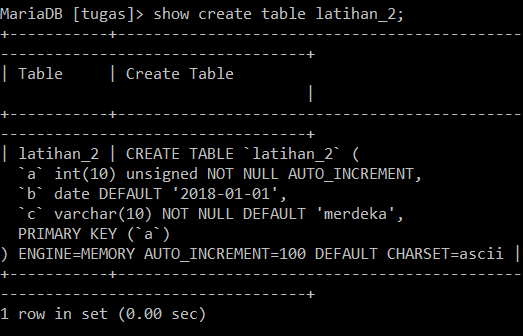 MariaDB [tugas]> show create table latihan_2;
+-----------+--------------------------------------------
---------------------------------+
| Table     | Create Table
                                 |
+-----------+--------------------------------------------
---------------------------------+
| latihan_2 | CREATE TABLE `latihan_2` (
  `a` int(10) unsigned NOT NULL AUTO_INCREMENT,
  `b` date DEFAULT '2018-01-01',
  `c` varchar(10) NOT NULL DEFAULT 'merdeka',
  PRIMARY KEY (`a`)
) ENGINE=MEMORY AUTO_INCREMENT=100 DEFAULT CHARSET=ascii |
+-----------+--------------------------------------------
---------------------------------+
1 row in set (0.00 sec)